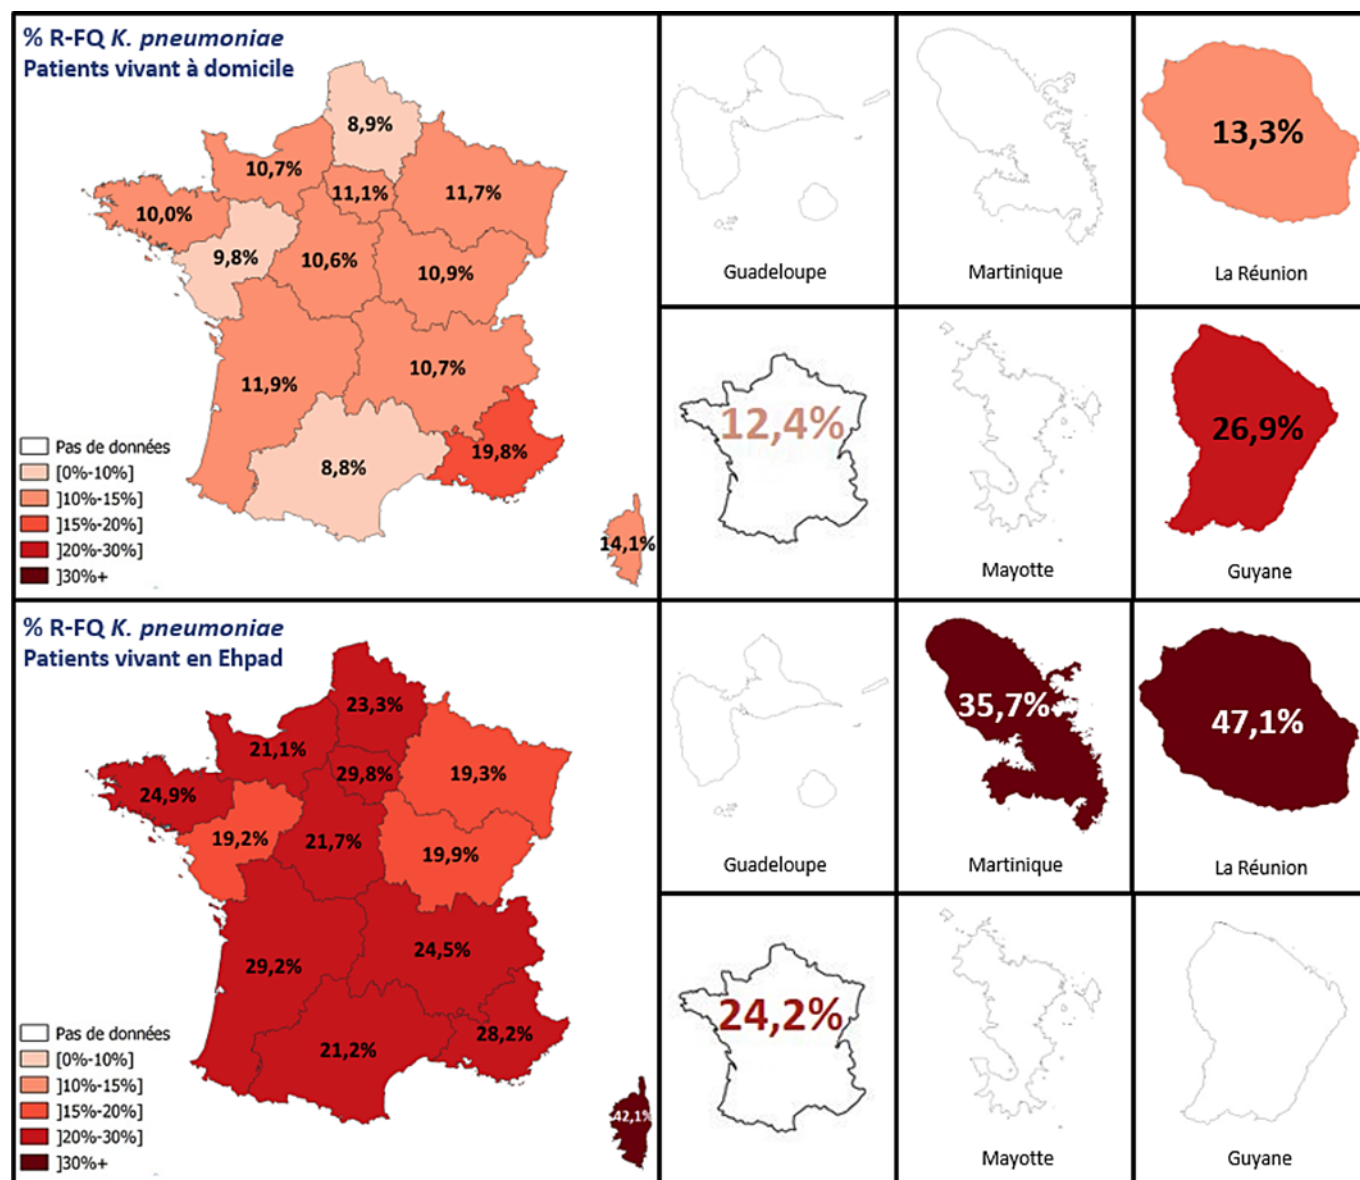 % R-FQ K. pneumoniae
Patients vivant à domicile
8,9%
10,7%
11,1%
11,7%
10,0%
9,8%
10,6%
10,9%
11,9%
10,7%
8,8%
19,8%
14,1%
Pas de données
[0%-10%]
]10%-15%]
]15%-20%]
]20%-30%]
]30%+
Guadeloupe
Martinique
13,3%
La Réunion
12,4%
Mayotte
26,9%
Guyane
% R-FQ K. pneumoniae
Patients vivant en Ehpad
23,3%
21,1%
29,8%
19,3%
24,9%
19,2%
21,7%
19,9%
29,2%
24,5%
21,2%
28,2%
42,1%
Pas de données
[0%-10%]
]10%-15%]
]15%-20%]
]20%-30%]
]30%+
Guadeloupe
35,7%
Martinique
47,1%
La Réunion
24,2%
Mayotte
Guyane